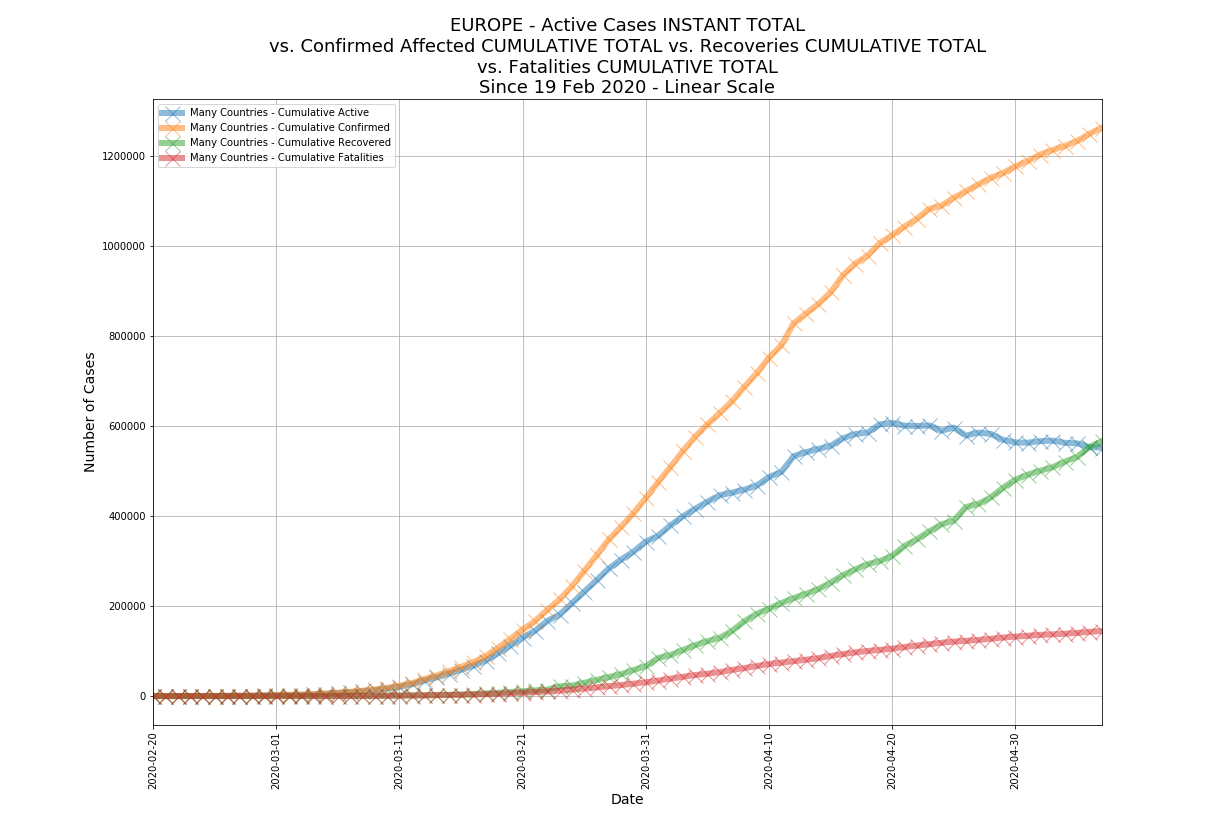 EUROPE - Active Cases INSTANT TOTAL
vs. Confirmed Affected CUMULATIVE TOTAL vs. Recoveries CUMULATIVE TOTAL
vs. Fatalities CUMULATIVE TOTAL
Since 19 Feb 2020 - Linear Scale
Many Countries - Cumulative Active
Many Countries - Cumulative Confirmed
Many Countries - Cumulative Recovered
Many Countries - Cumulative Fatalities
Number of Cases
1200000
1000000
800000
600000
400000
200000
0
2020-02-20
2020-03-01
2020-03-11
2020-03-21
2020-03-31
2020-04-10
2020-04-20
2020-04-30
Date